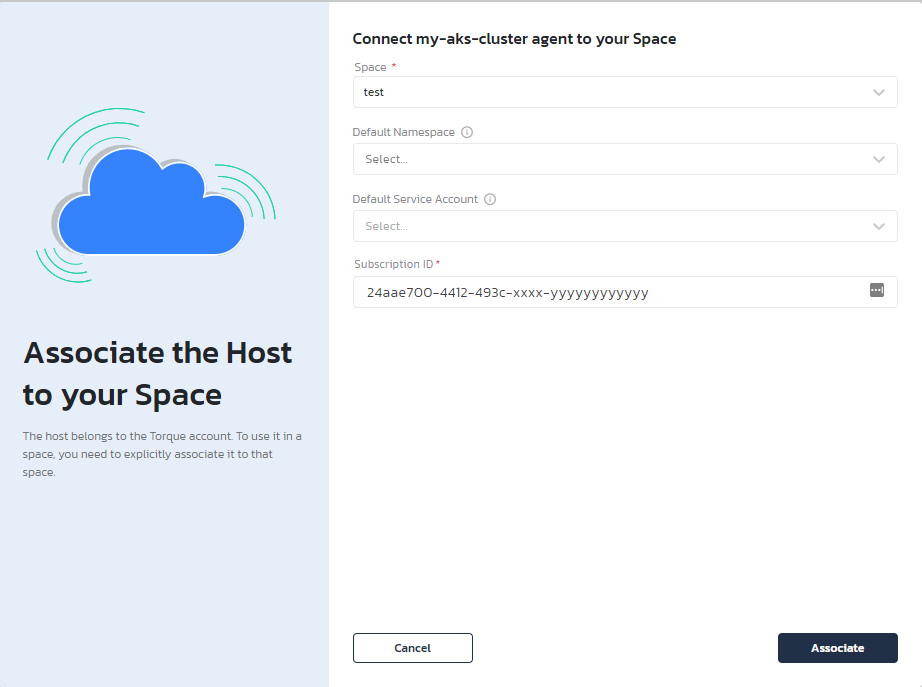 Associate the Host
to your Space
The host belongs to the Torque account. To use it in a
space, you need to explicitly associate it to that
space.
Connect my-aks-cluster agent to your Space
Space *
test
Default Namespace
Select...
Default Service Account
Select...
Subscription ID*
24aae700-4412-493c-xxxx-yyyyyyyyyyyy
Cancel
Associate